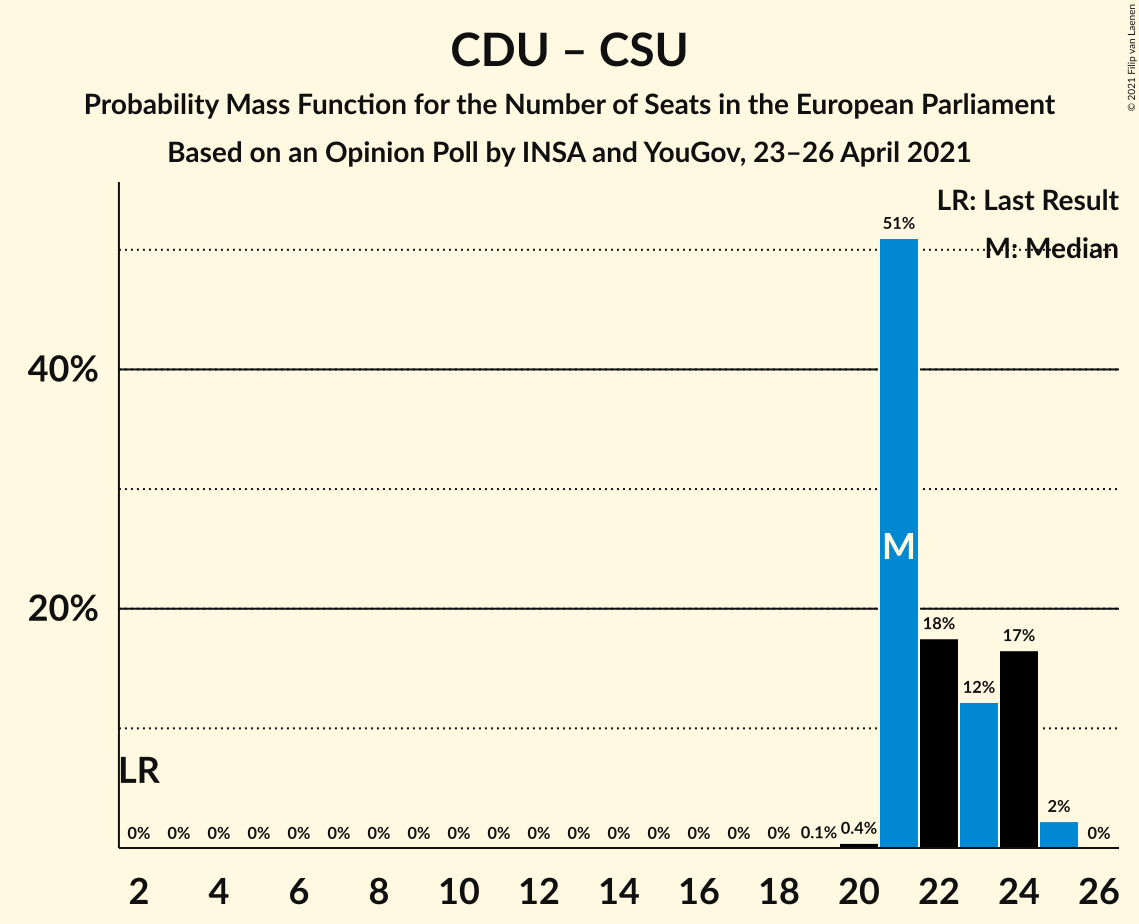 CDU – CSU
Probability Mass Function for the Number of Seats in the European Parliament
Based on an Opinion Poll by INSA and YouGov, 23–26 April 2021
© 2021 Filip van Laenen
LR: Last Result
M: Median
51%
40%
M
20%
18%
17%
12%
LR
2%
0% 0% 0% 0% 0% 0% 0% 0% 0% 0% 0% 0% 0% 0% 0% 0% 0% 0.1% 0.4% 0%
2 4 6 8 10 12 14 16 18 20 22 24 26